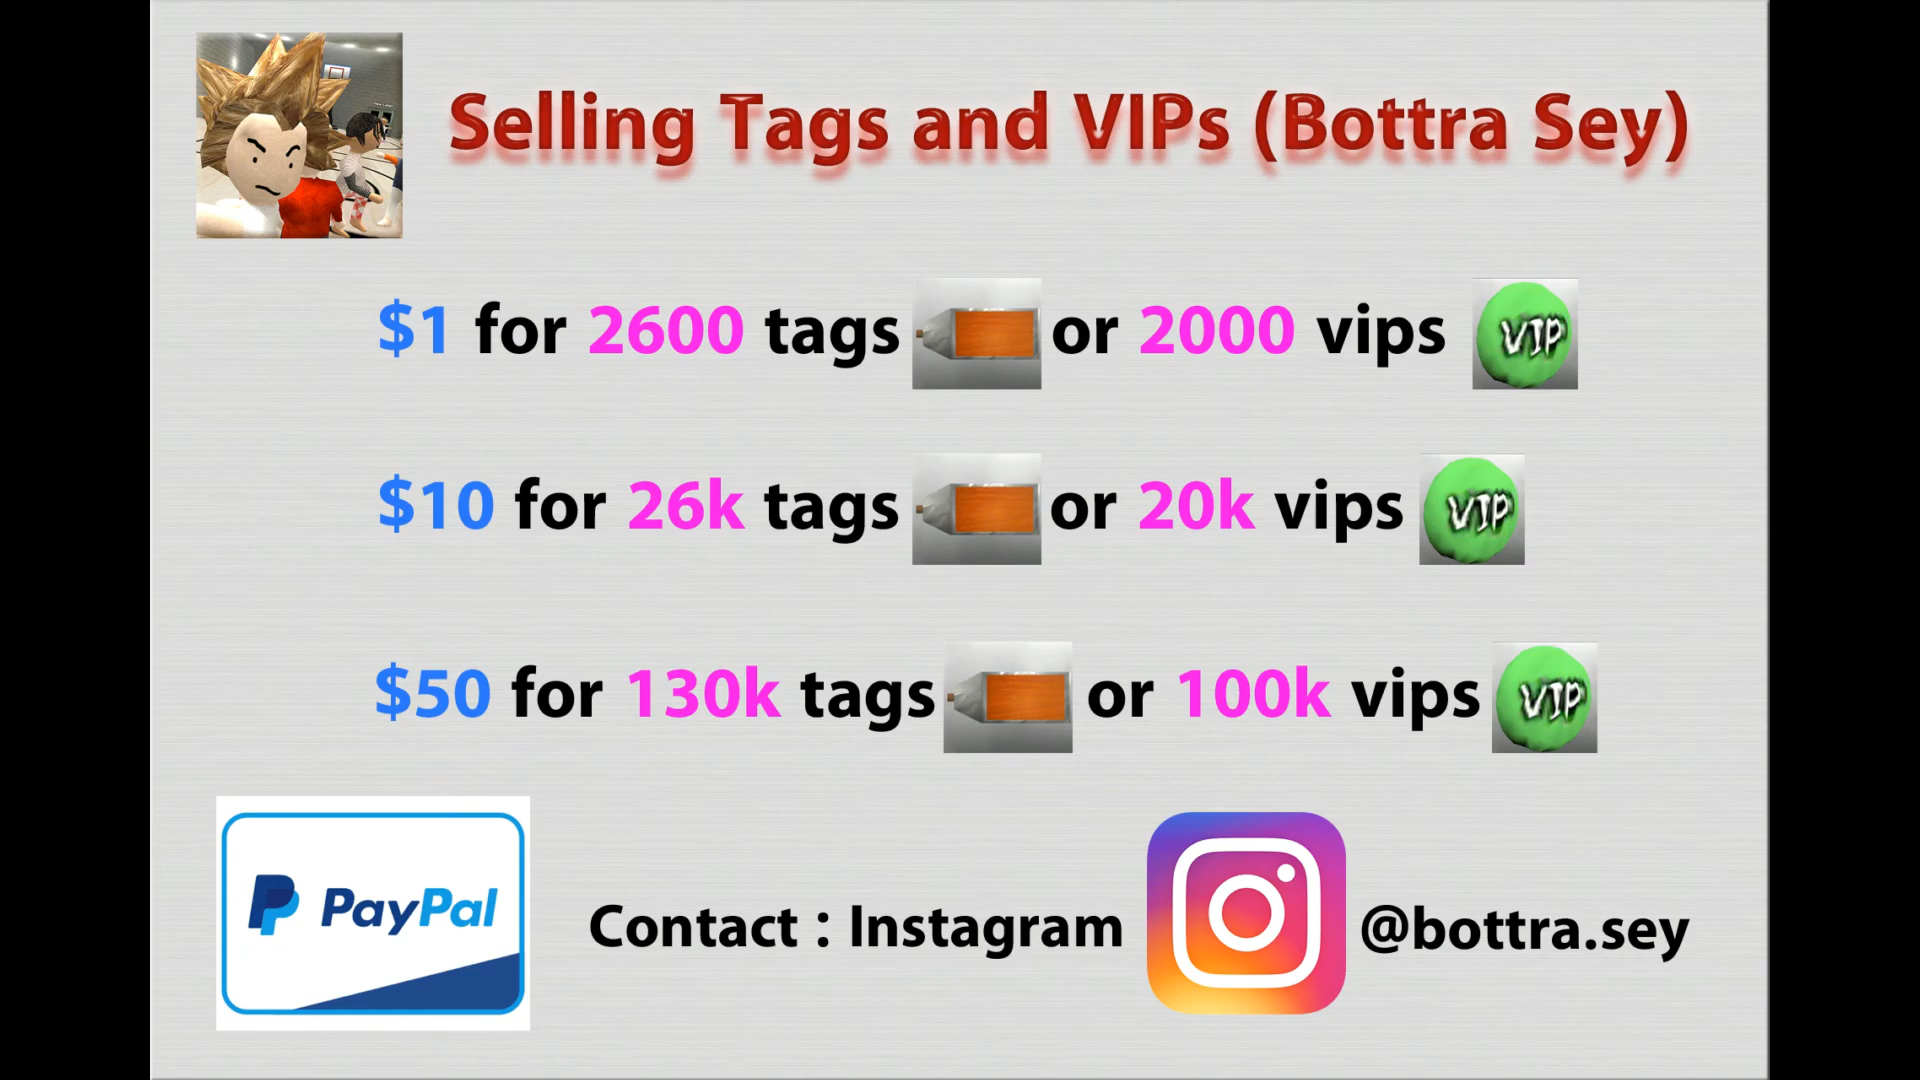 Selling Tags and VIPs (Bottra Sey)
$1 for 2600 tags or 2000 vips VIP
$10 for 26k tags or 20k vips VIP
$50 for 130k tags or 100k vips VIP
PayPal
Contact : Instagram @bottra.sey